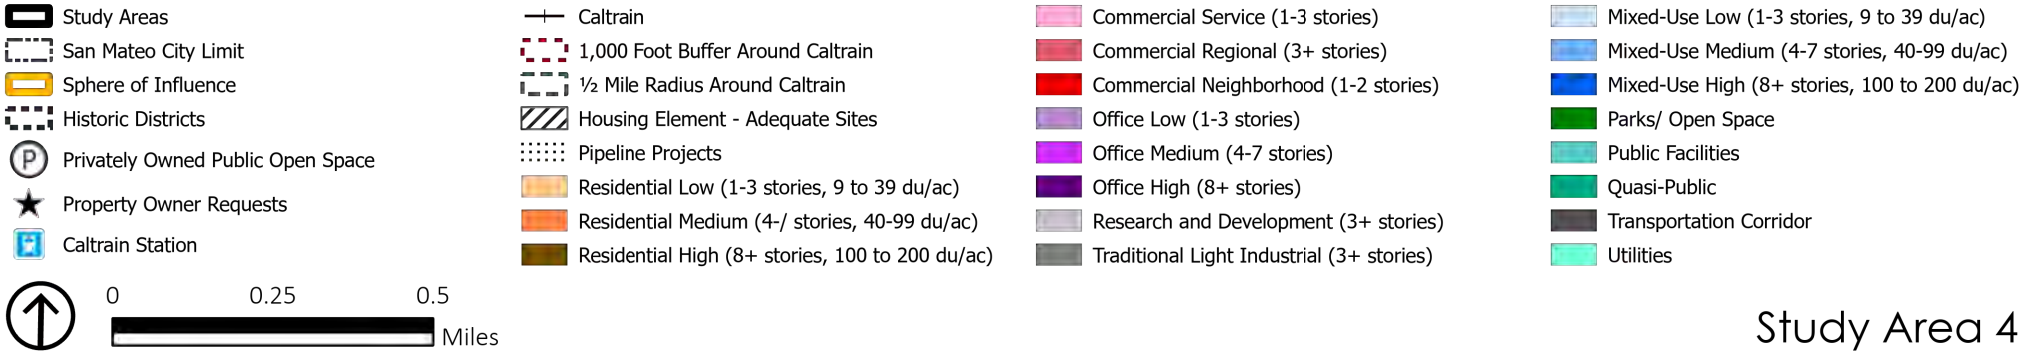 Study Areas
San Mateo City Limit
Sphere of Influence
Historic Districts
P
Privately Owned Public Open Space
Property Owner Requests
Caltrain Station
Caltrain
1,000 Foot Buffer Around Caltrain
½ Mile Radius Around Caltrain
Housing Element - Adequate Sites
Pipeline Projects
Residential Low (1-3 stories, 9 to 39 du/ac)
Residential Medium (4-/ stories, 40-99 du/ac)
Residential High (8+ stories, 100 to 200 du/ac)
Commercial Service (1-3 stories)
Commercial Regional (3+ stories)
Commercial Neighborhood (1-2 stories)
Office Low (1-3 stories)
Office Medium (4-7 stories)
Office High (8+ stories)
Research and Development (3+ stories)
Traditional Light Industrial (3+ stories)
Mixed-Use Low (1-3 stories, 9 to 39 du/ac)
Mixed-Use Medium (4-7 stories, 40-99 du/ac)
Mixed-Use High (8+ stories, 100 to 200 du/ac)
Parks/ Open Space
Public Facilities
Quasi-Public
Transportation Corridor
Utilities
0 0.25 0.5
Miles
Study Area 4